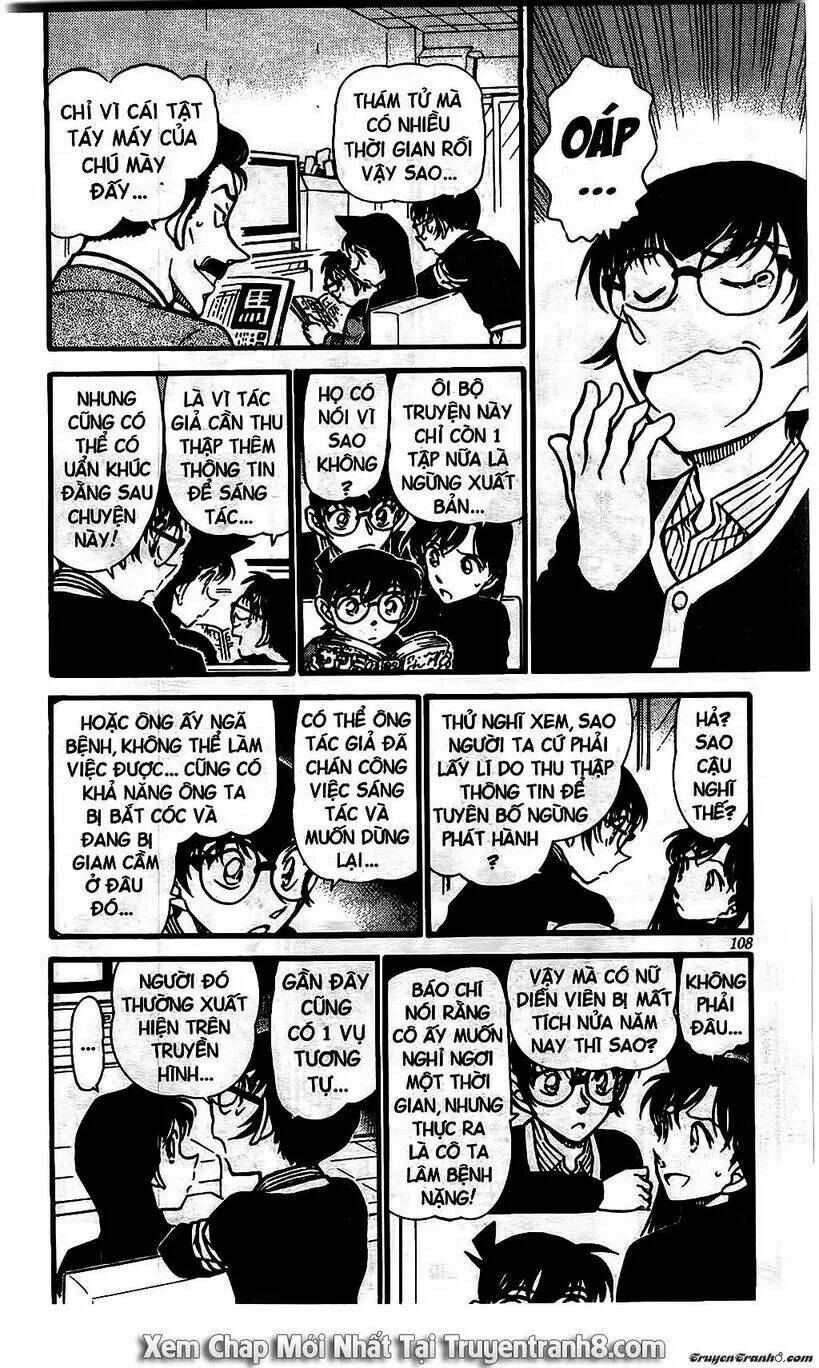 OÁP
...
THÁM TỬ MÀ
CÓ NHIỀU
THỜI GIAN RỖI
VẬY SAO...
CHỈ VÌ CÁI TẬT
TÁY MÁY CỦA
CHÚ MÀY
ĐẤY...
馬
ÔI BỘ
TRUYỆN NÀY
CHỈ CÒN 1
TẬP NỮA LÀ
NGỪNG XUẤT
BẢN...
HỌ CÓ
NÓI VÌ
SAO
KHÔNG
?
LÀ VÌ TÁC
GIẢ CẦN THU
THẬP THÊM
THÔNG TIN
ĐỂ SÁNG
TÁC...
NHƯNG
CŨNG CÓ
THỂ CÓ
UẨN KHÚC
ĐẰNG SAU
CHUYỆN
NÀY!
HẢ?
SAO
CẬU
NGHĨ
THẾ?
THỬ NGHĨ XEM, SAO
NGƯỜI TA CỨ PHẢI
LẤY LÍ DO THU THẬP
THÔNG TIN ĐỂ
TUYÊN BỐ NGỪNG
PHÁT HÀNH
?
CÓ THỂ ÔNG
TÁC GIẢ ĐÃ
CHÁN CÔNG
VIỆC SÁNG
TÁC VÀ
MUỐN DỪNG
LẠI...
HOẶC ÔNG ẤY NGÃ
BỆNH, KHÔNG THỂ LÀM
VIỆC ĐƯỢC... CŨNG CÓ
KHẢ NĂNG ÔNG TA
BỊ BẮT CÓC VÀ
ĐANG BỊ
GIAM CẦM
Ở ĐÂU
ĐÓ...
108
KHÔNG
PHẢI
ĐÂU...
VẬY MÀ CÓ NỮ
DIỄN VIÊN BỊ MẤT
TÍCH NỬA NĂM
NAY THÌ SAO?
BÁO CHÍ
NÓI RẰNG
CÔ ẤY MUỐN
NGHỈ NGƠI
MỘT THỜI
GIAN, NHƯNG
THỰC RA
LÀ CÔ TA
LÂM BỆNH
NẶNG!
GẦN ĐÂY
CŨNG
CÓ 1 VỤ
TƯƠNG
TỰ...
NGƯỜI ĐÓ
THƯỜNG XUẤT
HIỆN TRÊN
TRUYỀN
HÌNH...
...
Xem Chap Mới Nhất Tại Truyentranh8.com
TruyenTranh8.com